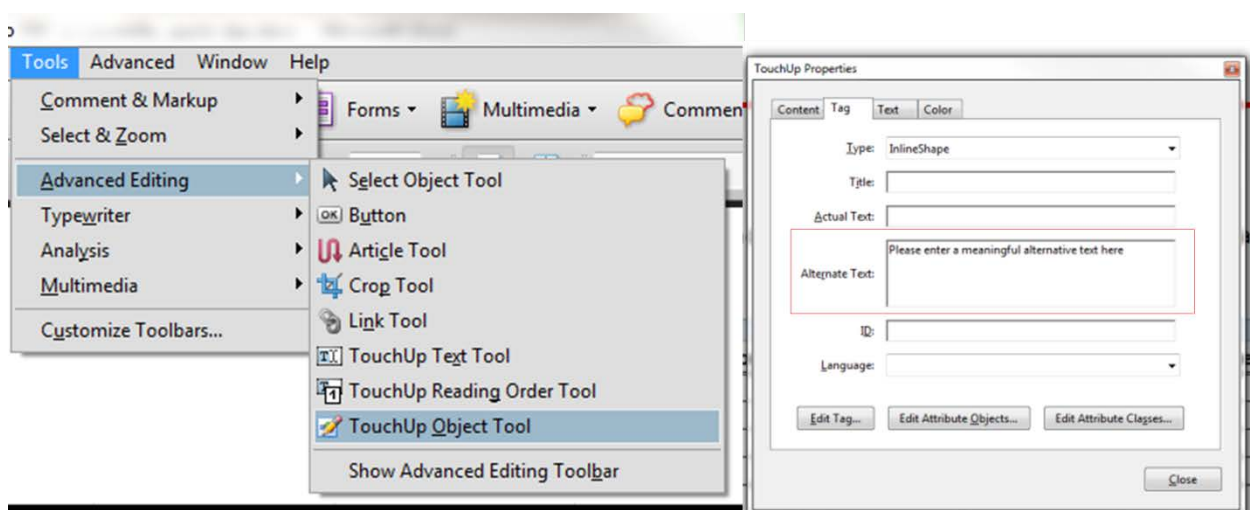 Tools Advanced Window Help
Comment & Markup
Select & Zoom
Advanced Editing
Typewriter
Analysis
Multimedia
Customize Toolbars...
Forms Multimedia Commen
Select Object Tool
OK Button
Article Tool
Crop Tool
Link Tool
TouchUp Text Tool
1 TouchUp Reading Order Tool
TouchUp Object Tool
Show Advanced Editing Toolbar
TouchUp Properties
Content Tag Text Color
Type: InlineShape
Title:
Actual Text:
Alternate Text: Please enter a meaningful alternative text here
ID:
Language:
Edit Tag... Edit Attribute Objects... Edit Attribute Classes...
Close